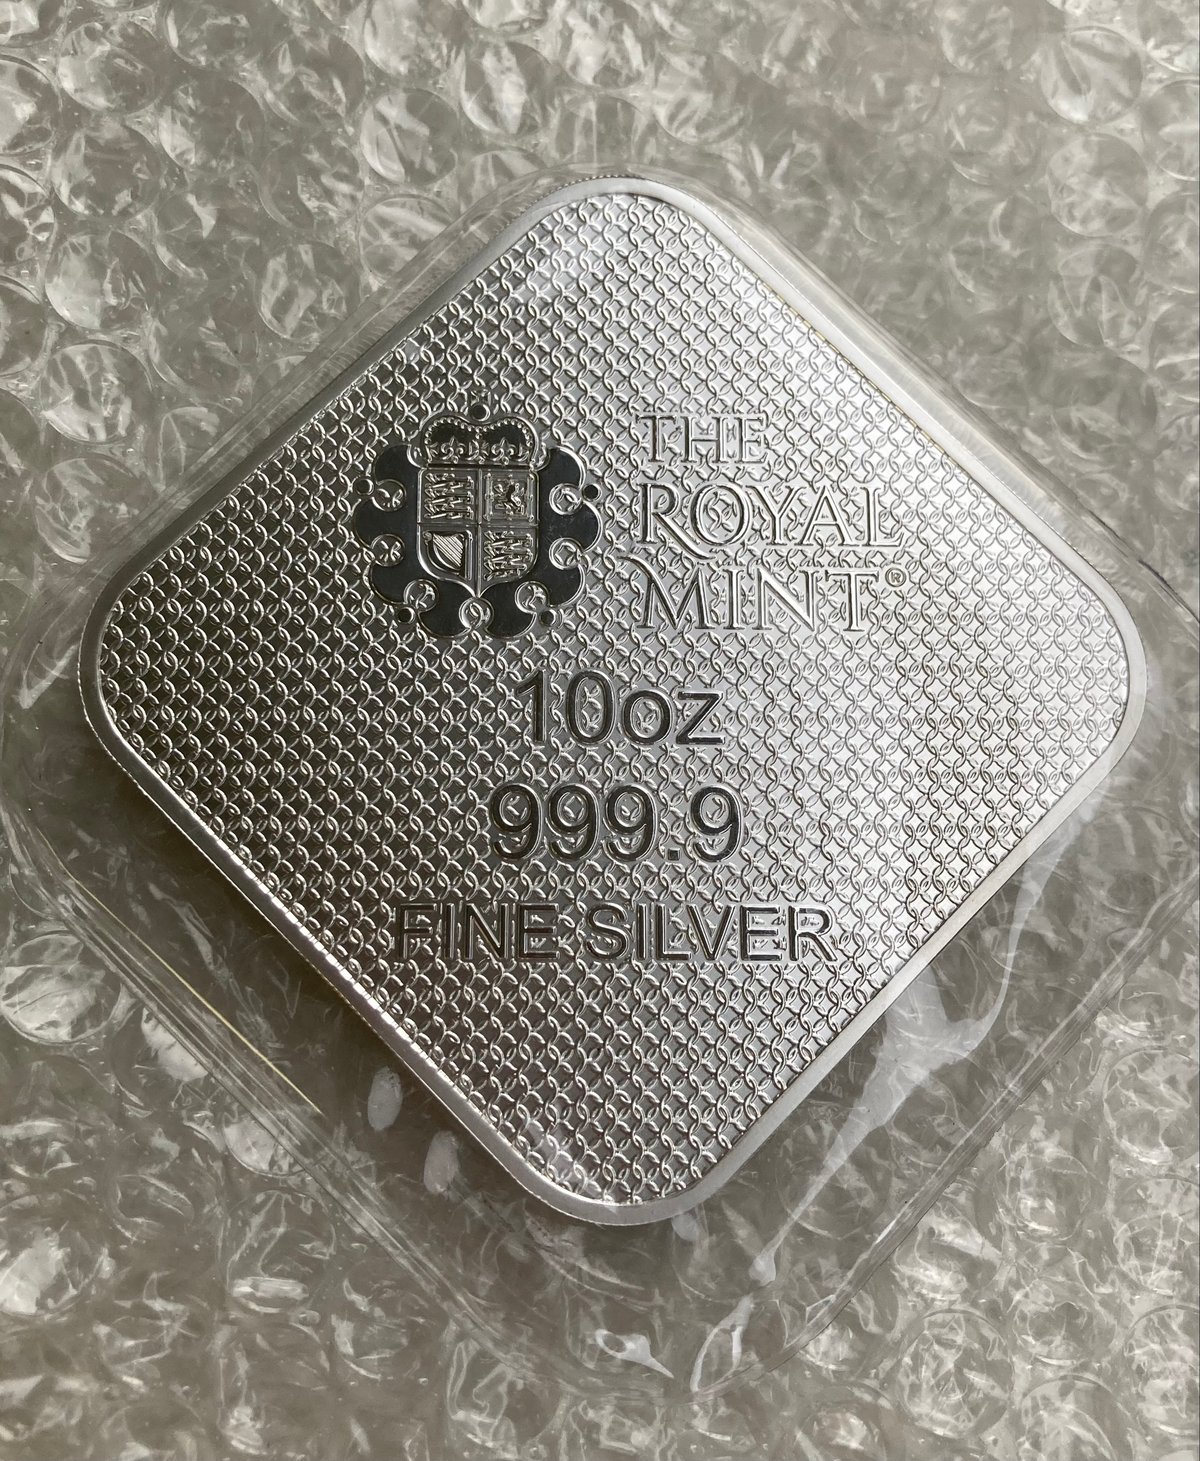 THE
ROYAL
MINT®
10oz
999.9
FINE SILVER